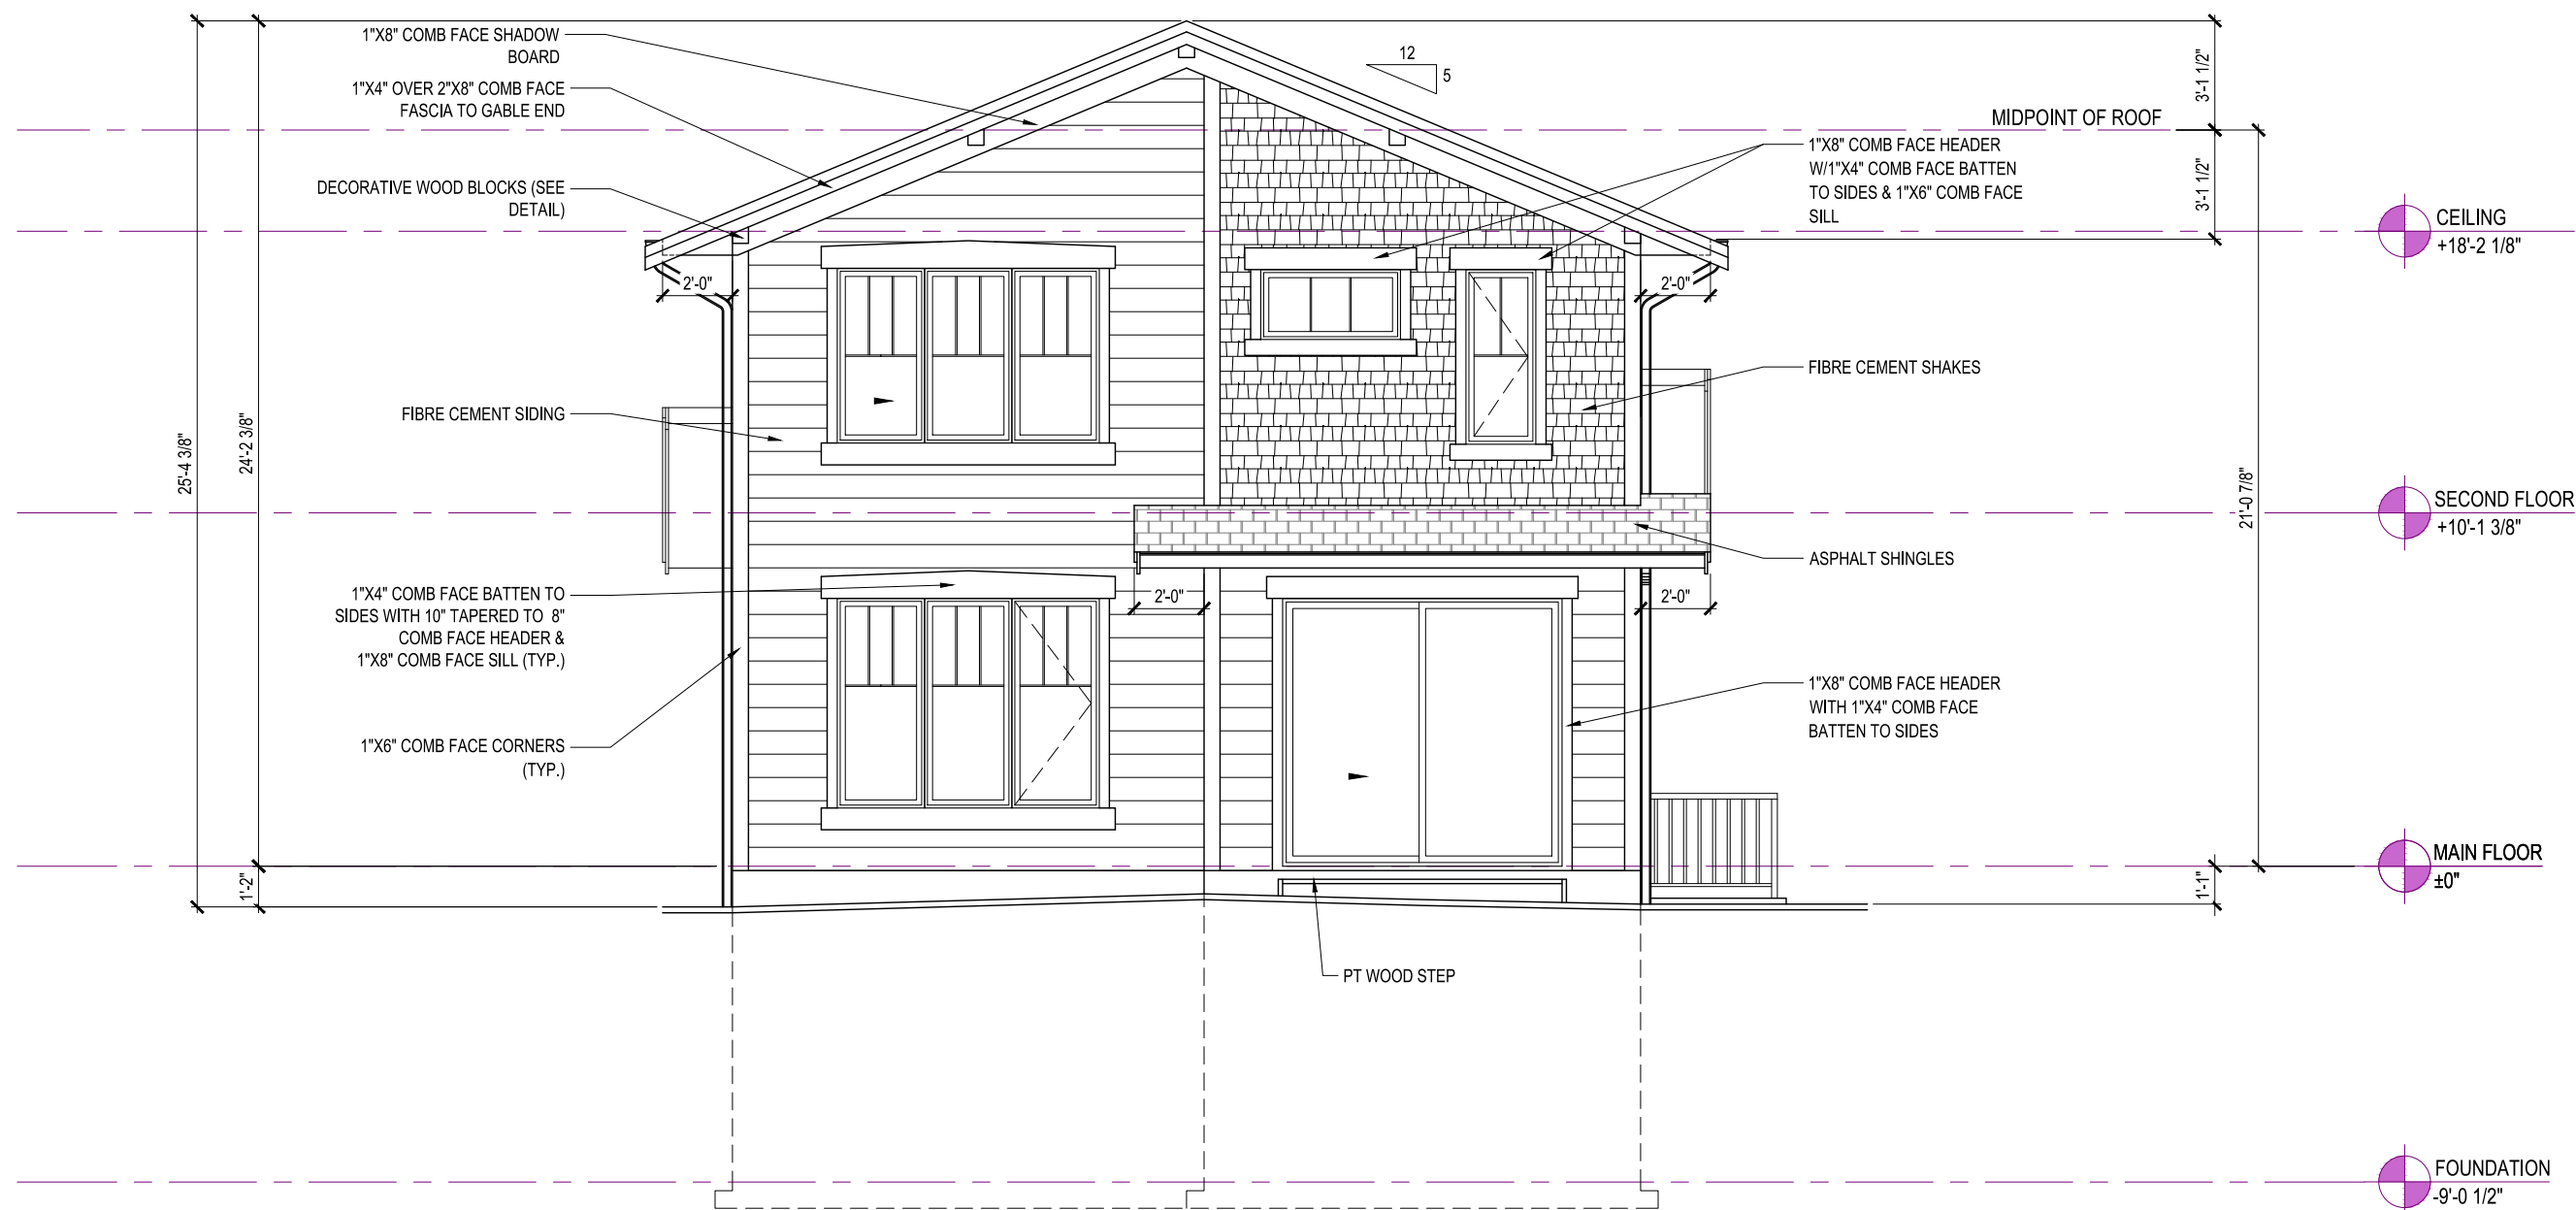 1"X8" COMB FACE SHADOW
BOARD
1"X4" OVER 2"X8" COMB FACE
FASCIA TO GABLE END
DECORATIVE WOOD BLOCKS (SEE
DETAIL)
FIBRE CEMENT SIDING
1"X4" COMB FACE BATTEN TO
SIDES WITH 10" TAPERED TO 8"
COMB FACE HEADER &
1"X8" COMB FACE SILL (TYP.)
1"X6" COMB FACE CORNERS
(TYP.)
25'-4 3/8"
24'-2 3/8"
1'-2"
2'-0"
2'-0"
2'-0"
2'-0"
12
5
MIDPOINT OF ROOF
1"X8" COMB FACE HEADER
W/1"X4" COMB FACE BATTEN
TO SIDES & 1"X6" COMB FACE
SILL
FIBRE CEMENT SHAKES
ASPHALT SHINGLES
1"X8" COMB FACE HEADER
WITH 1"X4" COMB FACE
BATTEN TO SIDES
PT WOOD STEP
3'-1 1/2"
3'-1 1/2"
21'-0 7/8"
1'-1"
CEILING
+18'-2 1/8"
SECOND FLOOR
+10'-1 3/8"
MAIN FLOOR
±0"
FOUNDATION
-9'-0 1/2"